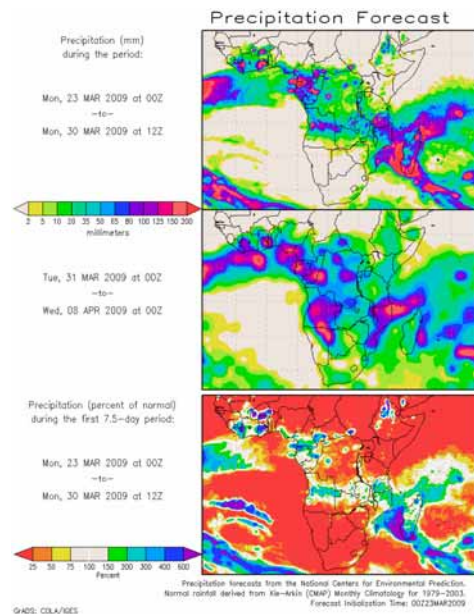 Precipitation Forecast
Precipitation (mm)
during the period:
Mon, 23 MAR 2009 at 00Z
—to—
Mon, 30 MAR 2009 at 12Z
2 5 10 20 35 50 65 80 100 125 150 200
millimeters
Tue, 31 MAR 2009 at 00Z
—to—
Wed, 08 APR 2009 at 00Z
Precipitation (percent of normal)
during the first 7.5-day period:
Mon, 23 MAR 2009 at 00Z
—to—
Mon, 30 MAR 2009 at 12Z
25 50 75 100 150 200 300 400 600
Percent
Precipitation forecasts from the National Centers for Environmental Prediction.
Normal rainfall derived from Xie-Arkin (CMAP) Monthly Climatology for 1979-2003.
Forecast Initialization Time: 00Z23MAR2009
GrADS: COLA/IGES